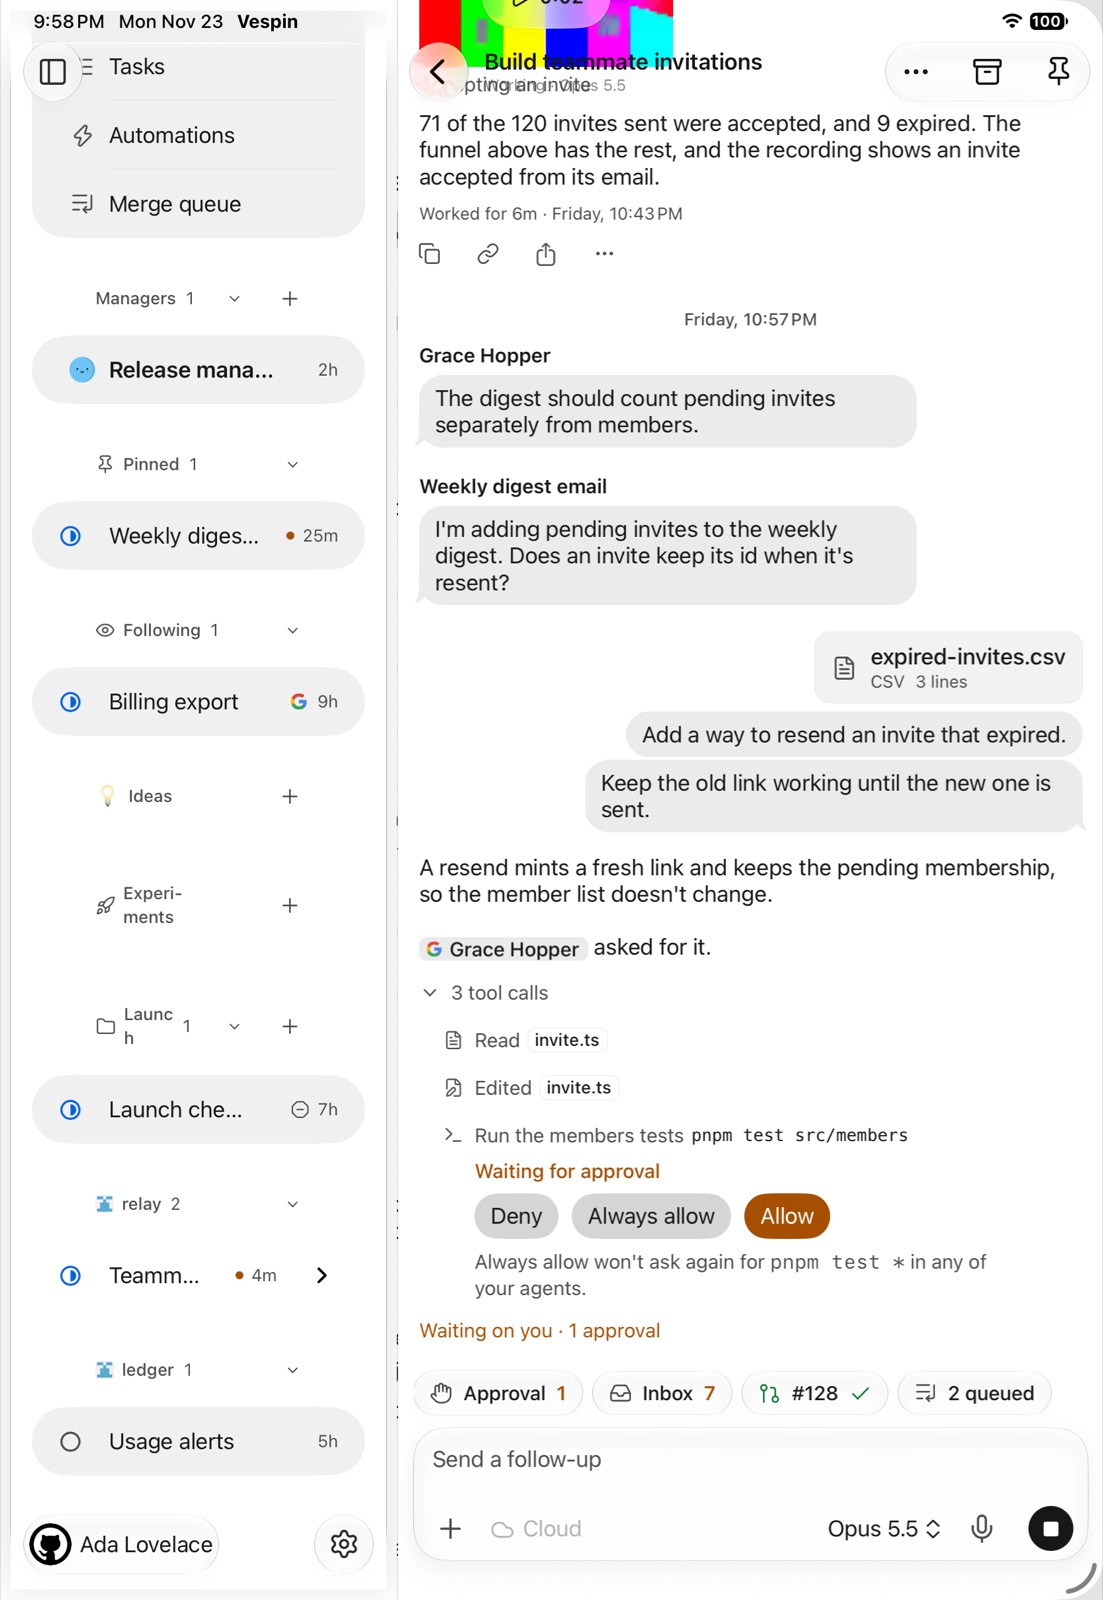 9:58 PM Mon Nov 23 Vespin
100
Tasks
Automations
Merge queue
Managers 1
Release mana... 2h
Pinned 1
Weekly diges... 25m
Following 1
Billing export 9h
Ideas
Experi-
ments
Launc
h 1
Launch che... 7h
relay 2
Teamm... 4m
ledger 1
Usage alerts 5h
Ada Lovelace
Build teammate invitations
pting an invite
71 of the 120 invites sent were accepted, and 9 expired. The
funnel above has the rest, and the recording shows an invite
accepted from its email.
Worked for 6m · Friday, 10:43 PM
Friday, 10:57 PM
Grace Hopper
The digest should count pending invites
separately from members.
Weekly digest email
I'm adding pending invites to the weekly
digest. Does an invite keep its id when it's
resent?
expired-invites.csv
CSV 3 lines
Add a way to resend an invite that expired.
Keep the old link working until the new one is
sent.
A resend mints a fresh link and keeps the pending membership,
so the member list doesn't change.
Grace Hopper asked for it.
3 tool calls
Read invite.ts
Edited invite.ts
Run the members tests pnpm test src/members
Waiting for approval
Deny Always allow Allow
Always allow won't ask again for pnpm test * in any of
your agents.
Waiting on you · 1 approval
Approval 1 Inbox 7 #128 2 queued
Send a follow-up
Cloud Opus 5.5